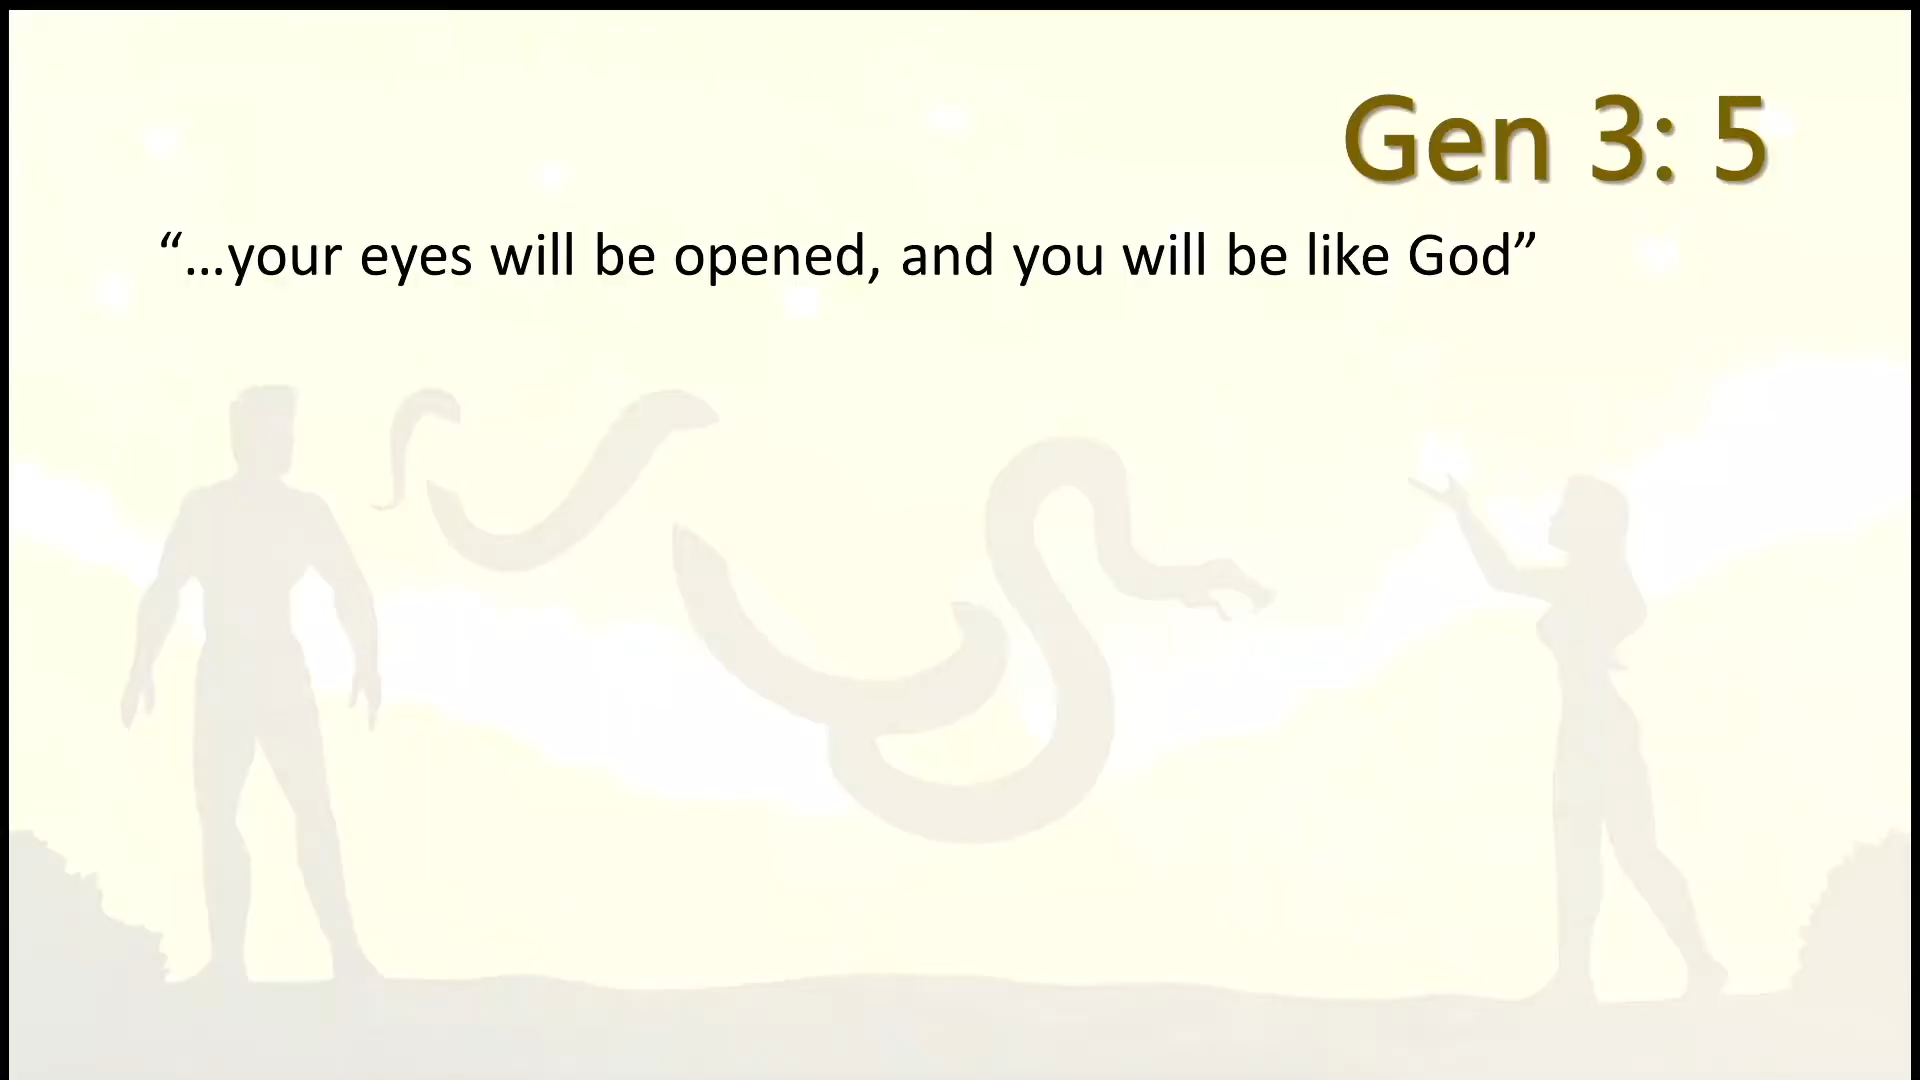 Gen 3: 5
“...your eyes will be opened, and you will be like God”